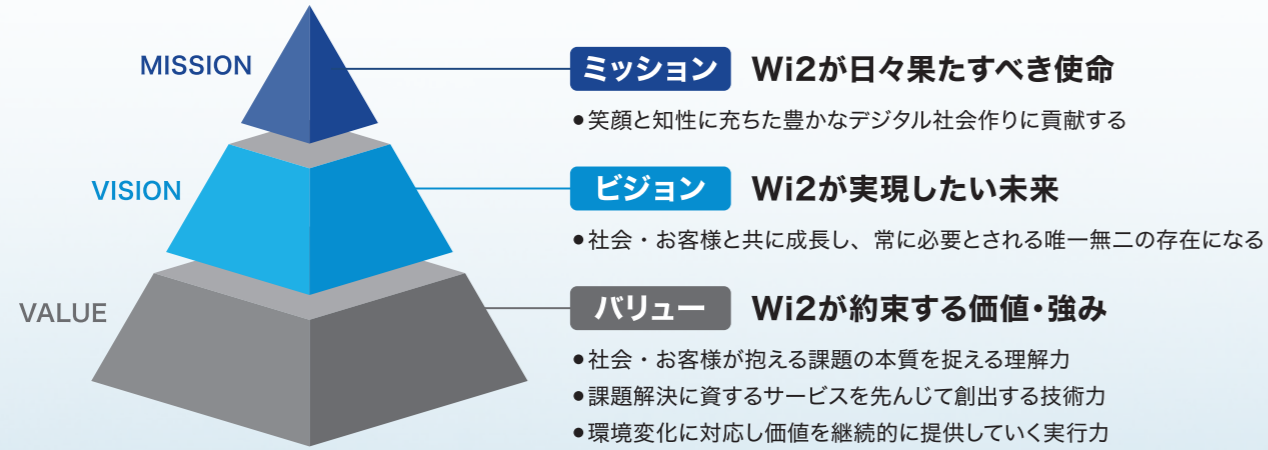 MISSION
ミッション Wi2が日々果たすべき使命
●笑顔と知性に充ちた豊かなデジタル社会作りに貢献する
VISION
ビジョン Wi2が実現したい未来
●社会・お客様と共に成長し、常に必要とされる唯一無二の存在になる
VALUE
バリュー Wi2が約束する価値・強み
●社会・お客様が抱える課題の本質を捉える理解力
●課題解決に資するサービスを先んじて創出する技術力
●環境変化に対応し価値を継続的に提供していく実行力